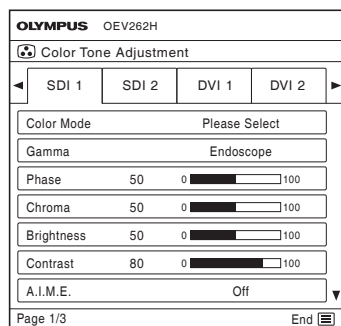 OLYMPUS OEV262H
Color Tone Adjustment
SDI 1 SDI 2 DVI 1 DVI 2
Color Mode Please Select
Gamma Endoscope
Phase 50 0 100
Chroma 50 0 100
Brightness 50 0 100
Contrast 80 0 100
A.I.M.E. Off
Page 1/3 End